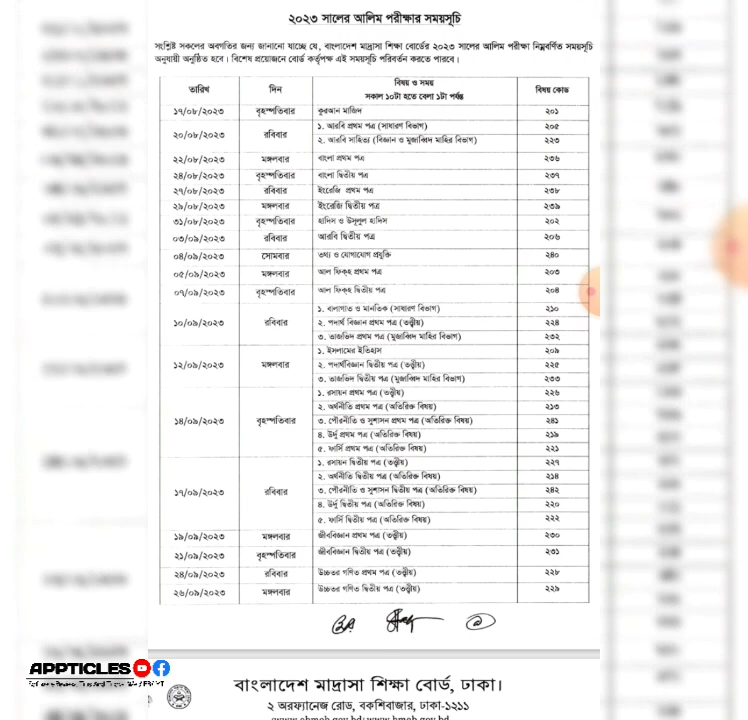 ২০২৩ সালের আলিম পরীক্ষার সময়সূচি
সংশ্লিষ্ট সকলের অবগতির জন্য জানানো যাচ্ছে যে, বাংলাদেশ মাদ্রাসা শিক্ষা বোর্ডের ২০২৩ সালের আলিম পরীক্ষা নিম্নবর্ণিত সময়সূচি
অনুযায়ী অনুষ্ঠিত হবে। বিশেষ প্রয়োজনে বোর্ড কর্তৃপক্ষ এই সময়সূচি পরিবর্তন করতে পারবে।
তারিখ দিন বিষয় ও সময় বিষয় কোড
সকাল ১০টা হতে বেলা ১টা পর্যন্ত
১৭/০৮/২০২৩ বৃহস্পতিবার কুরআন মাজিদ ২০১
২০/০৮/২০২৩ রবিবার ১. আরবি প্রথম পত্র (সাধারণ বিভাগ) ২০৫
২. আরবি সাহিত্য (বিজ্ঞান ও মুজাব্বিদ মাহির বিভাগ) ২২৩
২২/০৮/২০২৩ মঙ্গলবার বাংলা প্রথম পত্র ২৩৬
২৪/০৮/২০২৩ বৃহস্পতিবার বাংলা দ্বিতীয় পত্র ২৩৭
২৭/০৮/২০২৩ রবিবার ইংরেজি প্রথম পত্র ২৩৮
২৯/০৮/২০২৩ মঙ্গলবার ইংরেজি দ্বিতীয় পত্র ২৩৯
৩১/০৮/২০২৩ বৃহস্পতিবার হাদিস ও উসূলুল হাদিস ২০২
০৩/০৯/২০২৩ রবিবার আরবি দ্বিতীয় পত্র ২০৬
০৪/০৯/২০২৩ সোমবার তথ্য ও যোগাযোগ প্রযুক্তি ২৪০
০৫/০৯/২০২৩ মঙ্গলবার আল ফিক্‌হ প্রথম পত্র ২০৩
০৭/০৯/২০২৩ বৃহস্পতিবার আল ফিক্‌হ দ্বিতীয় পত্র ২০৪
১০/০৯/২০২৩ রবিবার ১. বালাগাত ও মানতিক (সাধারণ বিভাগ) ২১০
২. পদার্থ বিজ্ঞান প্রথম পত্র (তত্ত্বীয়) ২২৪
৩. তাজভিদ প্রথম পত্র (মুজাব্বিদ মাহির বিভাগ) ২৩২
১২/০৯/২০২৩ মঙ্গলবার ১. ইসলামের ইতিহাস ২০৯
২. পদার্থবিজ্ঞান দ্বিতীয় পত্র (তত্ত্বীয়) ২২৫
৩. তাজভিদ দ্বিতীয় পত্র (মুজাব্বিদ মাহির বিভাগ) ২৩৩
১৪/০৯/২০২৩ বৃহস্পতিবার ১. রসায়ন প্রথম পত্র (তত্ত্বীয়) ২২৬
২. অর্থনীতি প্রথম পত্র (অতিরিক্ত বিষয়) ২১৩
৩. পৌরনীতি ও সুশাসন প্রথম পত্র (অতিরিক্ত বিষয়) ২৪১
৪. উর্দু প্রথম পত্র (অতিরিক্ত বিষয়) ২১৯
৫. ফার্সি প্রথম পত্র (অতিরিক্ত বিষয়) ২২১
১৭/০৯/২০২৩ রবিবার ১. রসায়ন দ্বিতীয় পত্র (তত্ত্বীয়) ২২৭
২. অর্থনীতি দ্বিতীয় পত্র (অতিরিক্ত বিষয়) ২১৪
৩. পৌরনীতি ও সুশাসন দ্বিতীয় পত্র (অতিরিক্ত বিষয়) ২৪২
৪. উর্দু দ্বিতীয় পত্র (অতিরিক্ত বিষয়) ২২০
৫. ফার্সি দ্বিতীয় পত্র (অতিরিক্ত বিষয়) ২২২
১৯/০৯/২০২৩ মঙ্গলবার জীববিজ্ঞান প্রথম পত্র (তত্ত্বীয়) ২৩০
২১/০৯/২০২৩ বৃহস্পতিবার জীববিজ্ঞান দ্বিতীয় পত্র (তত্ত্বীয়) ২৩১
২৪/০৯/২০২৩ রবিবার উচ্চতর গণিত প্রথম পত্র (তত্ত্বীয়) ২২৮
২৬/০৯/২০২৩ মঙ্গলবার উচ্চতর গণিত দ্বিতীয় পত্র (তত্ত্বীয়) ২২৯
APPTICLES
বাংলাদেশ মাদ্রাসা শিক্ষা বোর্ড, ঢাকা।
২ অরফ্যানেজ রোড, বকশিবাজার, ঢাকা-১২১১